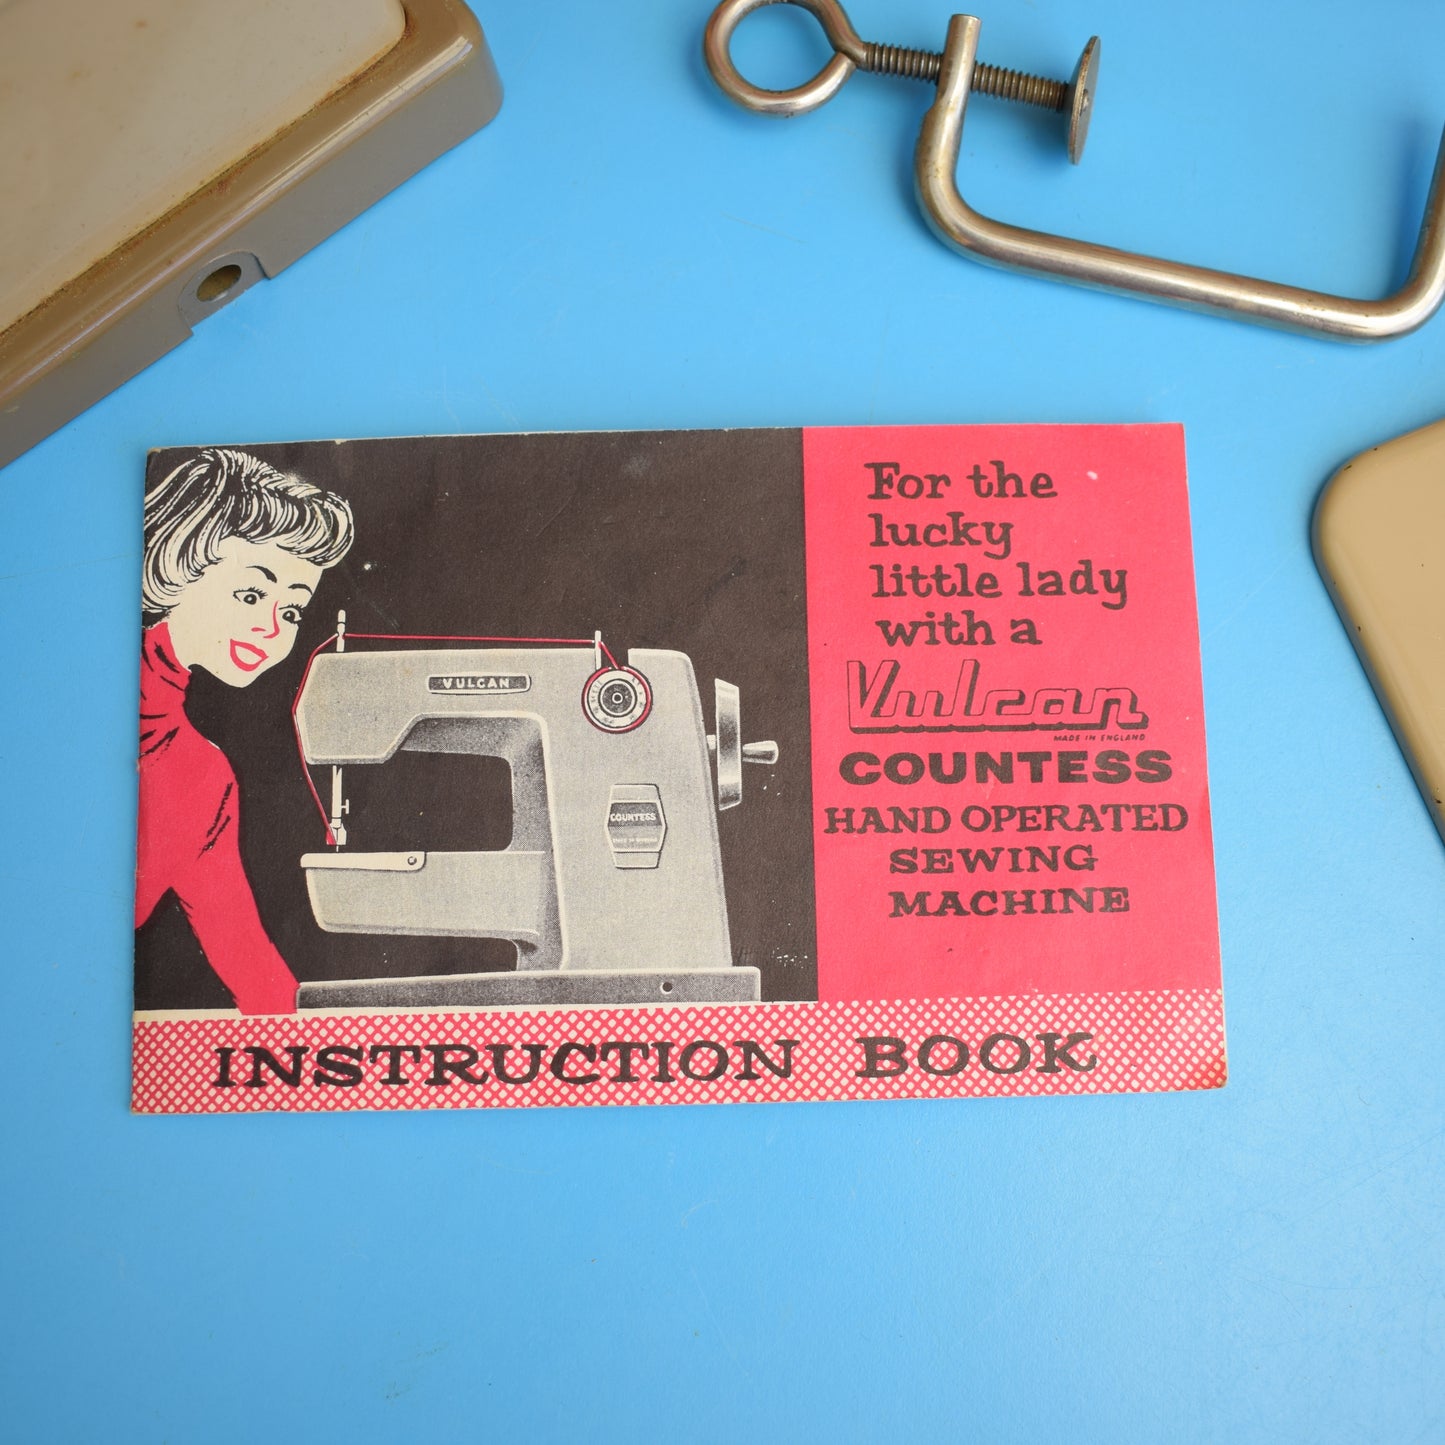 For the
lucky
little lady
with a
Vulcan
MADE IN ENGLAND
COUNTESS
HAND OPERATED
SEWING
MACHINE
VULCAN
COUNTESS
INSTRUCTION BOOK